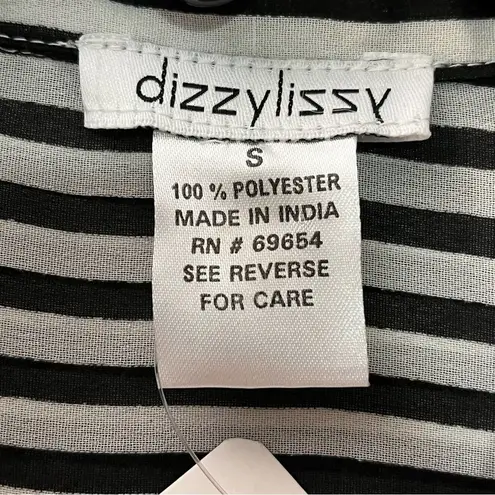 dizzylissy
S
100 % POLYESTER
MADE IN INDIA
RN # 69654
SEE REVERSE
FOR CARE